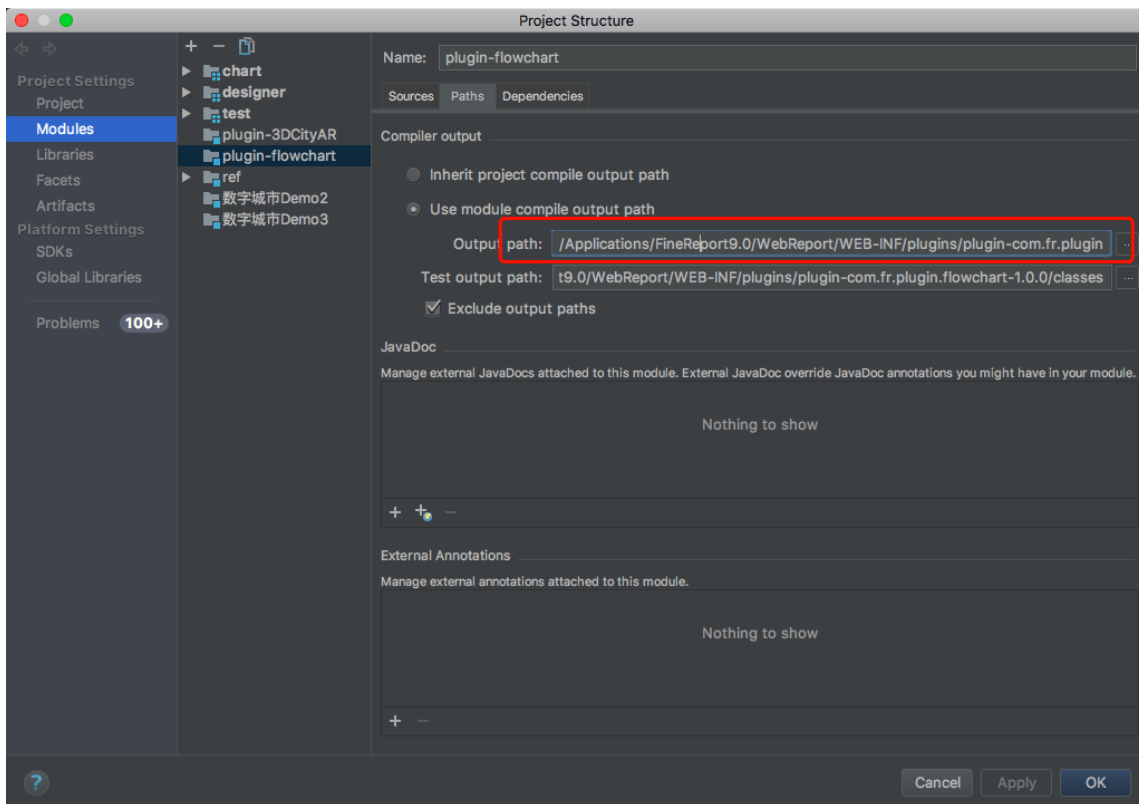 Project Structure
Project Settings
Project
Modules
Libraries
Facets
Artifacts
Platform Settings
SDKs
Global Libraries
Problems 100+
chart
designer
test
plugin-3DCityAR
plugin-flowchart
ref
数字城市Demo2
数字城市Demo3
Name: plugin-flowchart
Sources Paths Dependencies
Compiler output
Inherit project compile output path
Use module compile output path
Output path: /Applications/FineReport9.0/WebReport/WEB-INF/plugins/plugin-com.fr.plugin ...
Test output path: t9.0/WebReport/WEB-INF/plugins/plugin-com.fr.plugin.flowchart-1.0.0/classes ...
Exclude output paths
JavaDoc
Manage external JavaDocs attached to this module. External JavaDoc override JavaDoc annotations you might have in your module.
Nothing to show
External Annotations
Manage external annotations attached to this module.
Nothing to show
? Cancel Apply OK